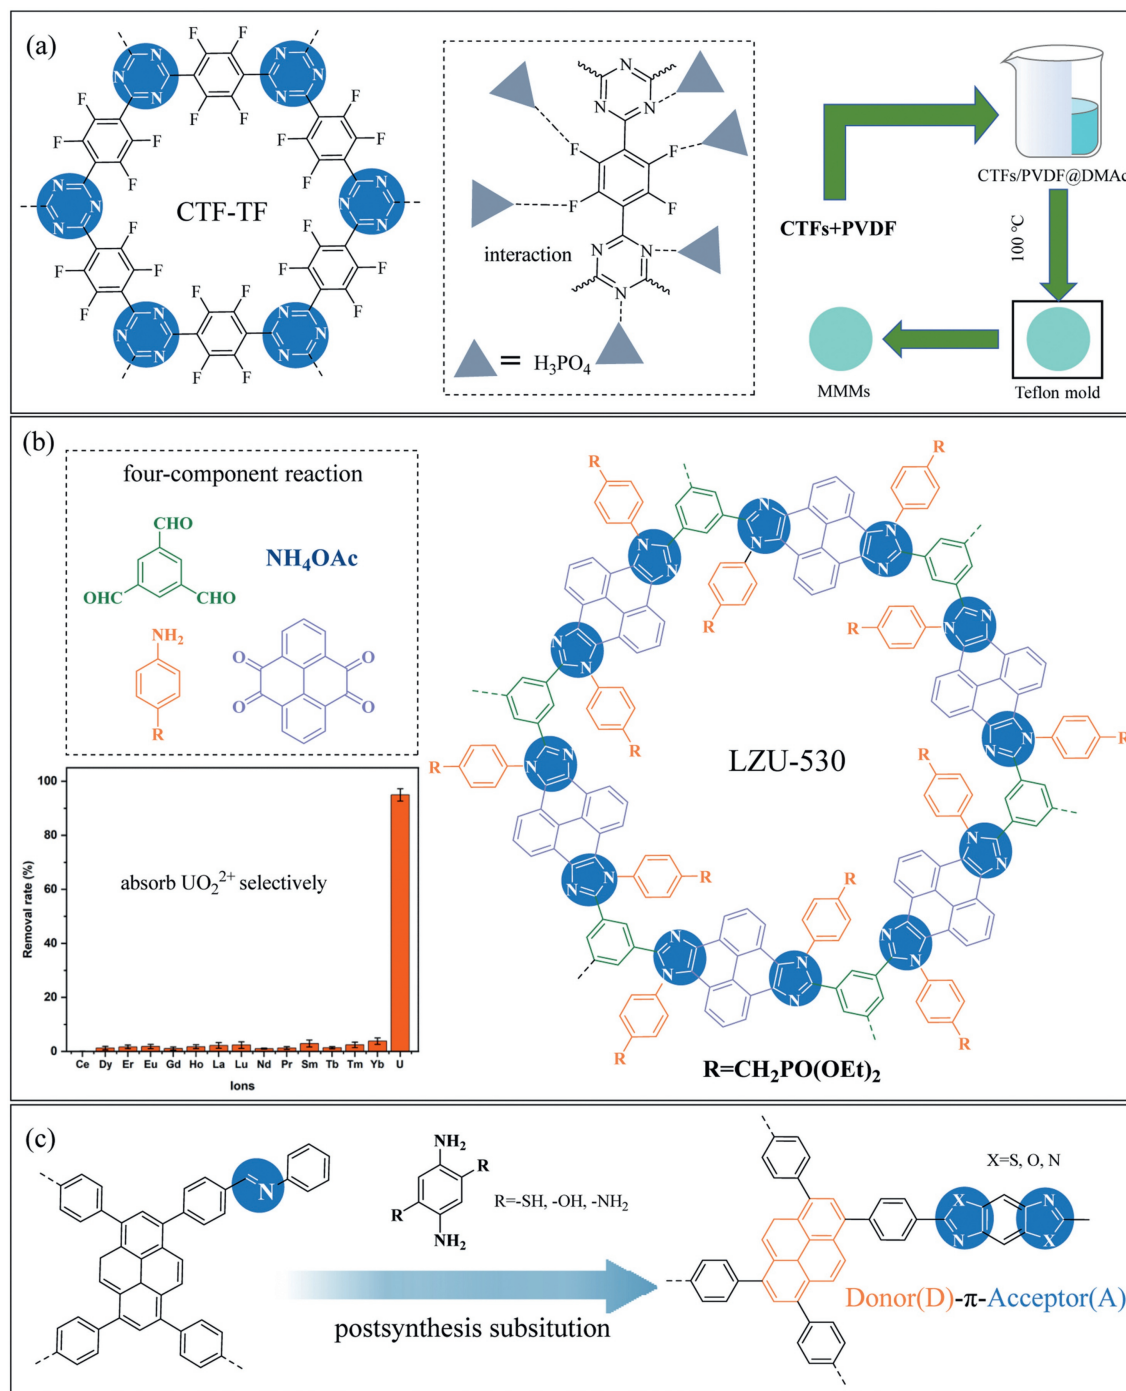 (a)
F F F F
N N N N N N
F F F F
F F F F
F F F F
N N N CTF-TF N N N
F F F F
F F F F
N N N N N N
F F F F
N
N N
F F
F F
interaction
N N
N
= H₃PO₄
CTFs+PVDF
CTFs/PVDF@DMAc
100 °C
MMMs
Teflon mold
(b)
four-component reaction
CHO
OHC CHO
NH₄OAc
NH₂
R
O O
O O
Removal rate (%)
100
80
60
40
20
0
absorb UO₂²⁺ selectively
Ce Dy Er Eu Gd Ho La Lu Nd Pr Sm Tb Tm Yb U
Ions
R R R
N N N N
N N
R R
N N
N N
R R
LZU-530
N N
R R R
N N
N N
R R
N N
N N
N N N N
R R R
R=CH₂PO(OEt)₂
(c)
N
NH₂
R
R
NH₂
R=-SH, -OH, -NH₂
postsynthesis subsitution
X=S, O, N
X N
N X
Donor(D)-π-Acceptor(A)